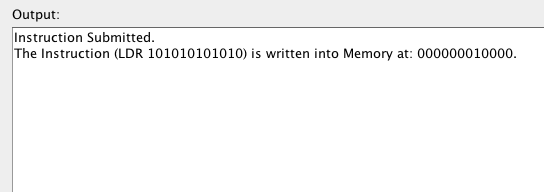 Output:
Instruction Submitted.
The Instruction (LDR 101010101010) is written into Memory at: 000000010000.